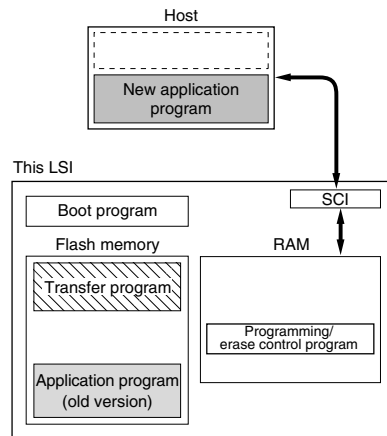 Host
New application
program
This LSI
SCI
Boot program
Flash memory
RAM
Transfer program
Programming/
erase control program
Application program
(old version)